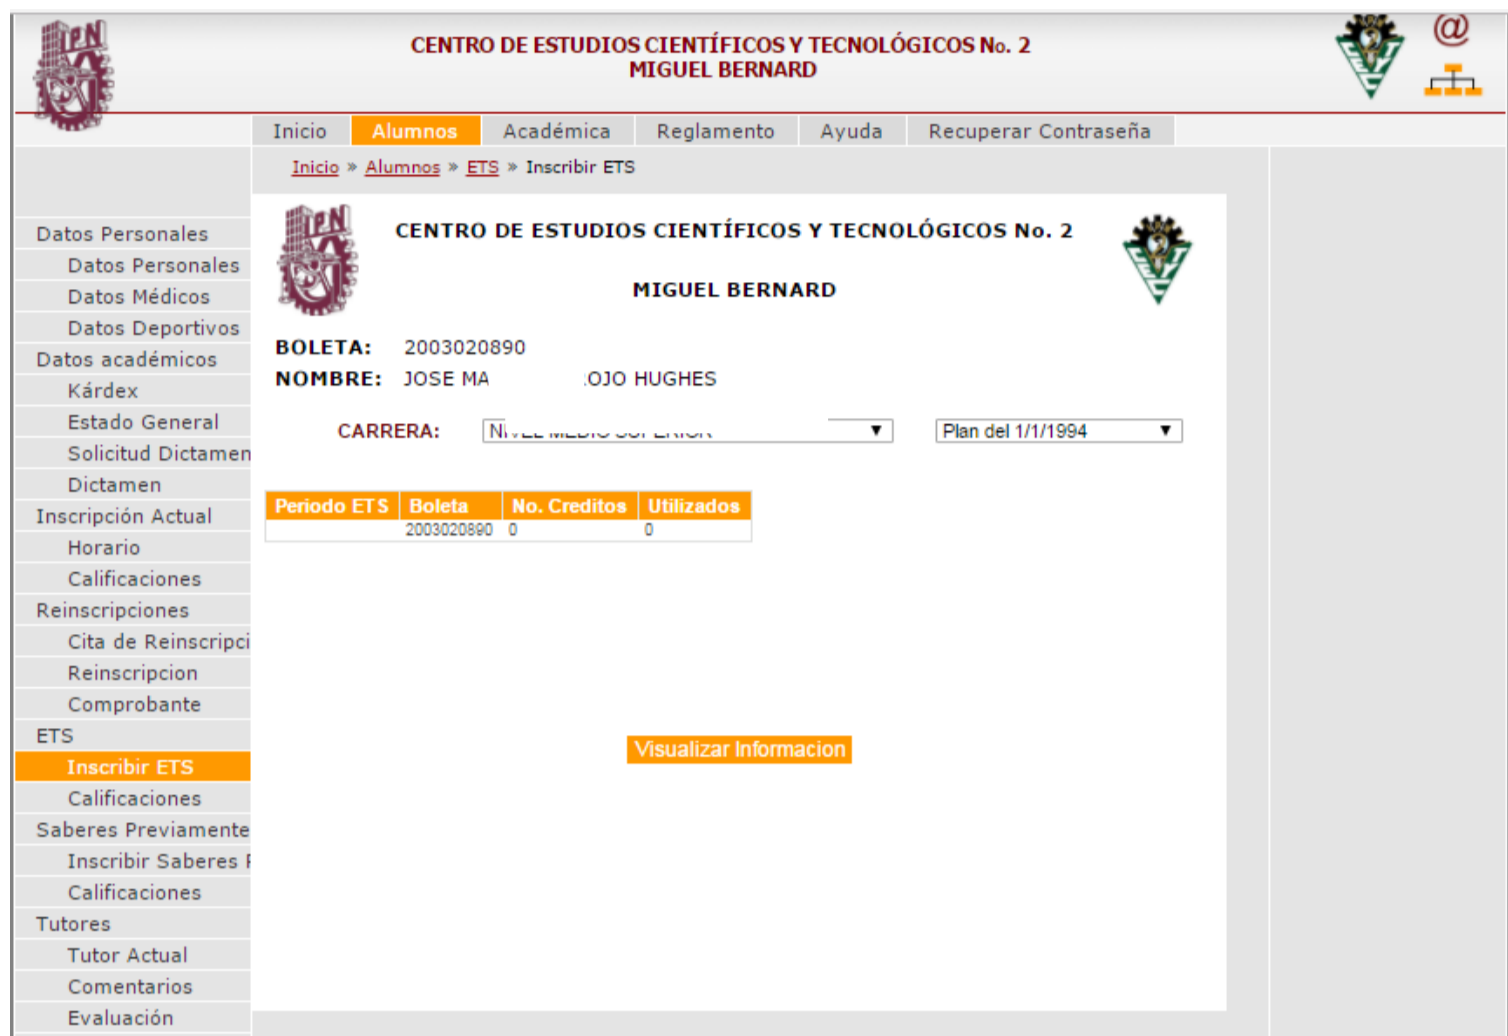 CENTRO DE ESTUDIOS CIENTÍFICOS Y TECNOLÓGICOS No. 2
MIGUEL BERNARD
@
Inicio Alumnos Académica Reglamento Ayuda Recuperar Contraseña
Inicio » Alumnos » ETS » Inscribir ETS
Datos Personales
Datos Personales
Datos Médicos
Datos Deportivos
Datos académicos
Kárdex
Estado General
Solicitud Dictamen
Dictamen
Inscripción Actual
Horario
Calificaciones
Reinscripciones
Cita de Reinscripci
Reinscripcion
Comprobante
ETS
Inscribir ETS
Calificaciones
Saberes Previamente
Inscribir Saberes
Calificaciones
Tutores
Tutor Actual
Comentarios
Evaluación
IPN
CENTRO DE ESTUDIOS CIENTÍFICOS Y TECNOLÓGICOS No. 2
MIGUEL BERNARD
BOLETA: 2003020890
NOMBRE: JOSE MA OJO HUGHES
CARRERA: NIVEL MEDIO SUPERIOR Plan del 1/1/1994
Periodo ETS Boleta No. Creditos Utilizados
2003020890 0 0
Visualizar Informacion